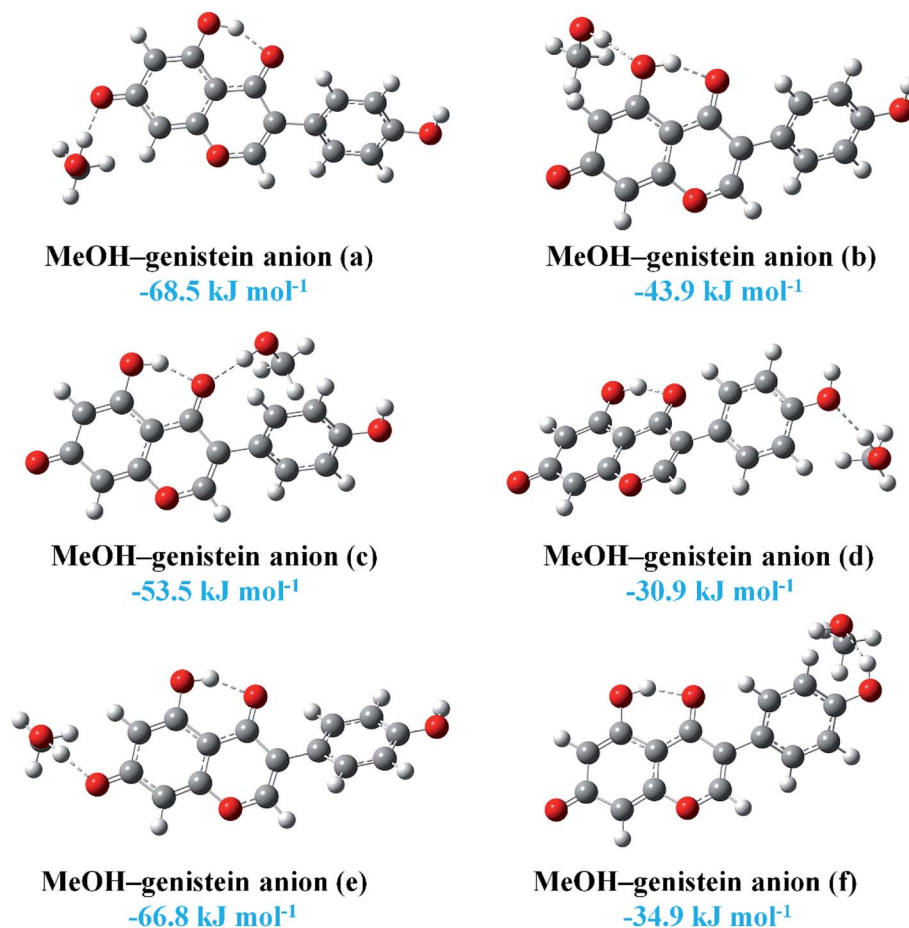 MeOH–genistein anion (a)
-68.5 kJ mol⁻¹
MeOH–genistein anion (b)
-43.9 kJ mol⁻¹
MeOH–genistein anion (c)
-53.5 kJ mol⁻¹
MeOH–genistein anion (d)
-30.9 kJ mol⁻¹
MeOH–genistein anion (e)
-66.8 kJ mol⁻¹
MeOH–genistein anion (f)
-34.9 kJ mol⁻¹